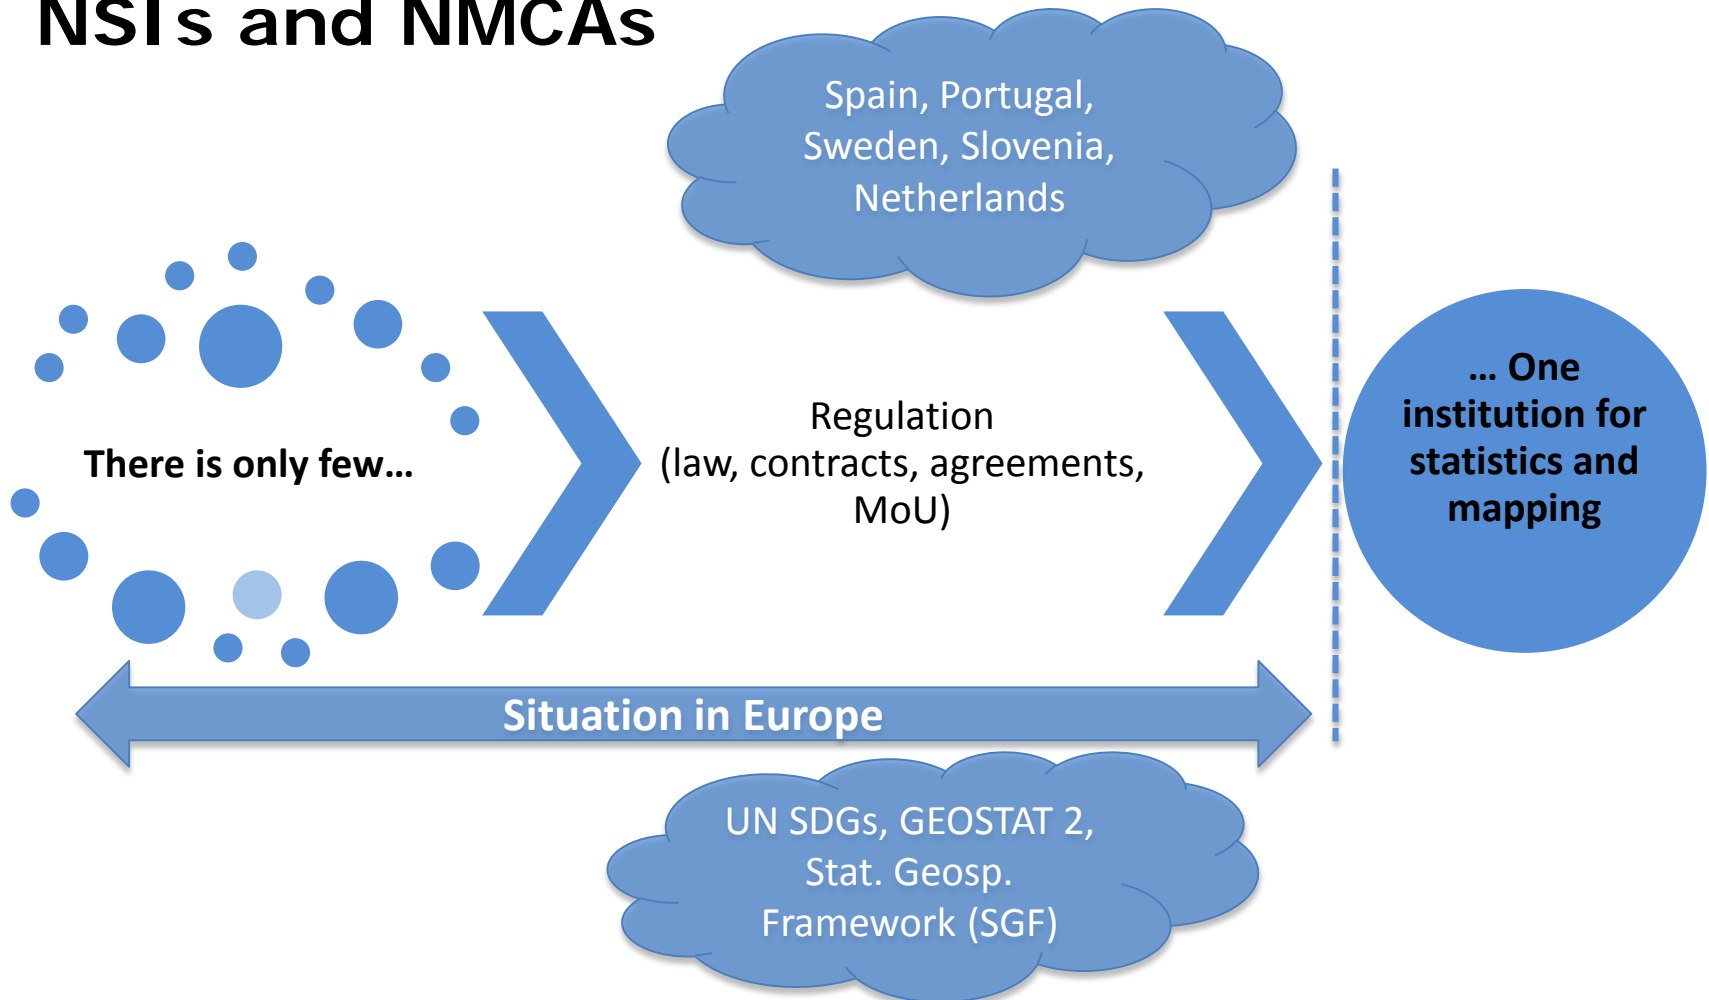 NSIs and NMCAs
Spain, Portugal,
Sweden, Slovenia,
Netherlands
There is only few...
Regulation
(law, contracts, agreements,
MoU)
... One
institution for
statistics and
mapping
Situation in Europe
UN SDGs, GEOSTAT 2,
Stat. Geosp.
Framework (SGF)